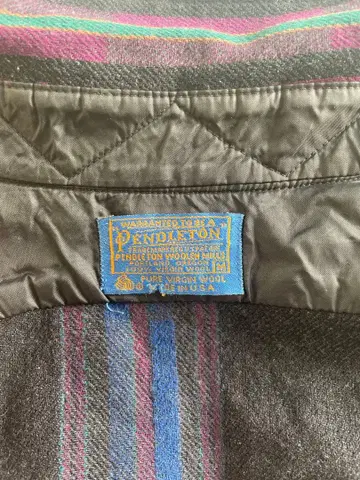 WARRANTED TO BE A
PENDLETON
PENDLETON WOOLEN MILLS
PORTLAND, OREGON
100% VIRGIN WOOL M
PURE VIRGIN WOOL
MADE IN U.S.A.